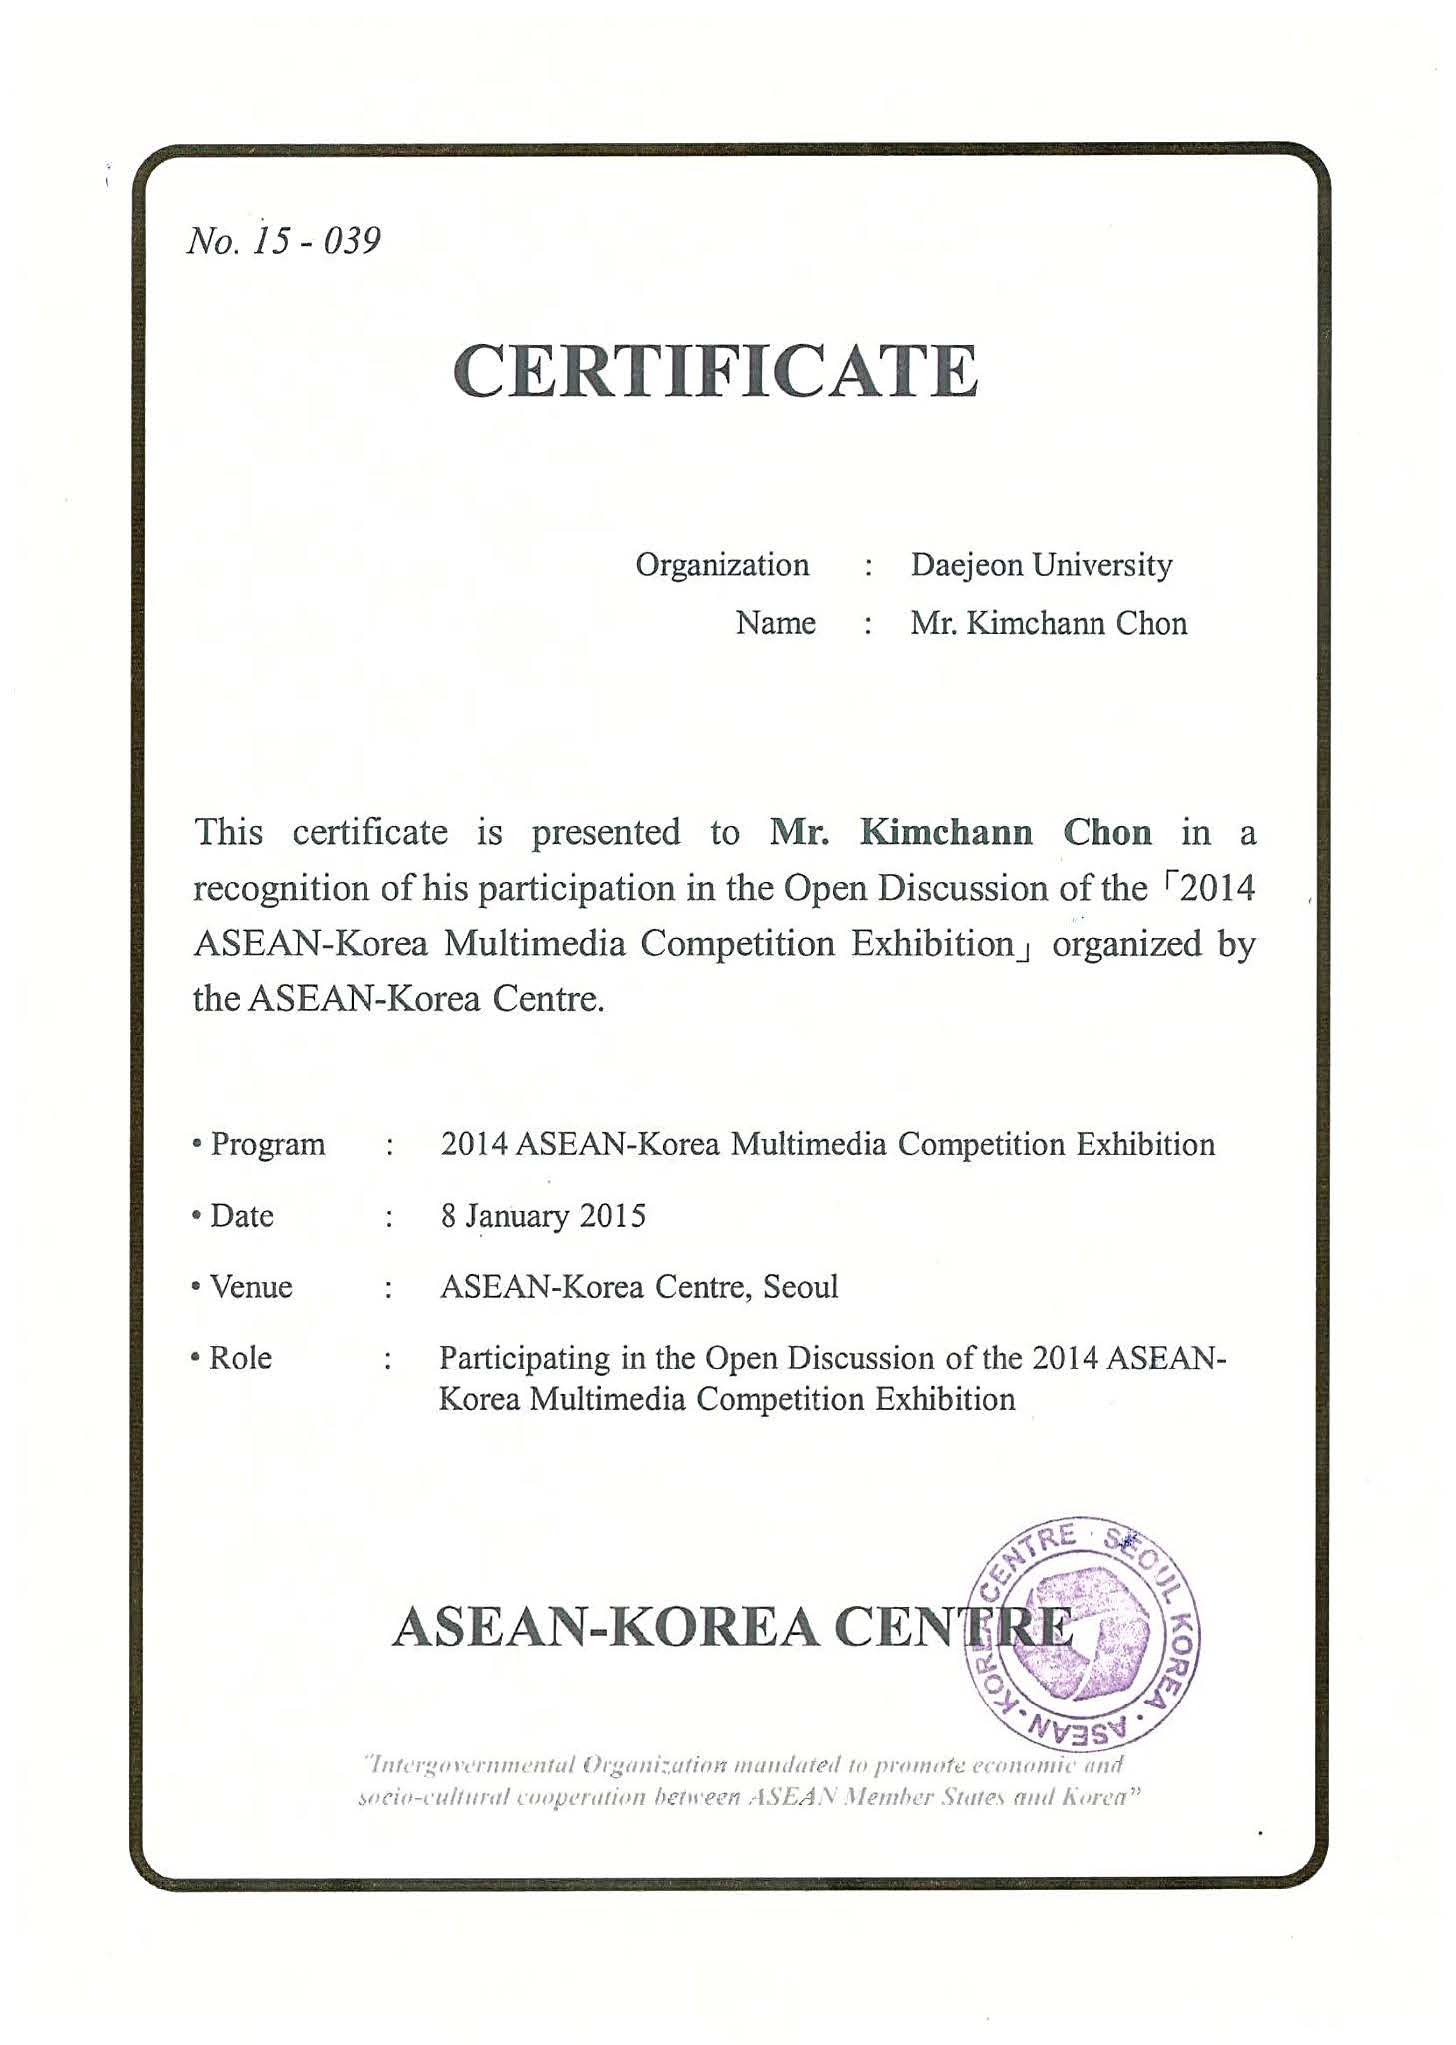 No. 15 - 039
CERTIFICATE
Organization : Daejeon University
Name : Mr. Kimchann Chon
This certificate is presented to Mr. Kimchann Chon in a
recognition of his participation in the Open Discussion of the「2014
ASEAN-Korea Multimedia Competition Exhibition」organized by
the ASEAN-Korea Centre.
• Program : 2014 ASEAN-Korea Multimedia Competition Exhibition
• Date : 8 January 2015
• Venue : ASEAN-Korea Centre, Seoul
• Role : Participating in the Open Discussion of the 2014 ASEAN-
Korea Multimedia Competition Exhibition
ASEAN-KOREA CENTRE
ASEAN-KOREA CENTRE · SEOUL KOREA ·
"Intergovernmental Organization mandated to promote economic and
socio-cultural cooperation between ASEAN Member States and Korea"